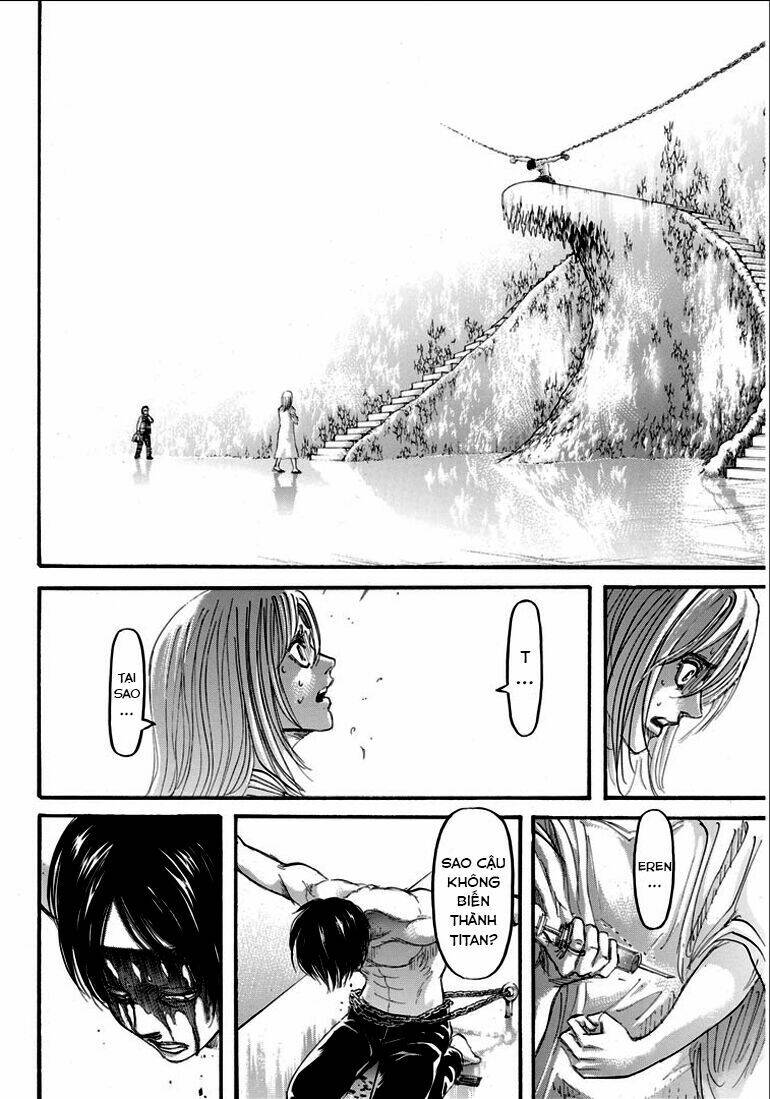 T
...
TẠI
SAO
...
EREN
...
SAO CẬU
KHÔNG
BIẾN
THÀNH
TITAN?